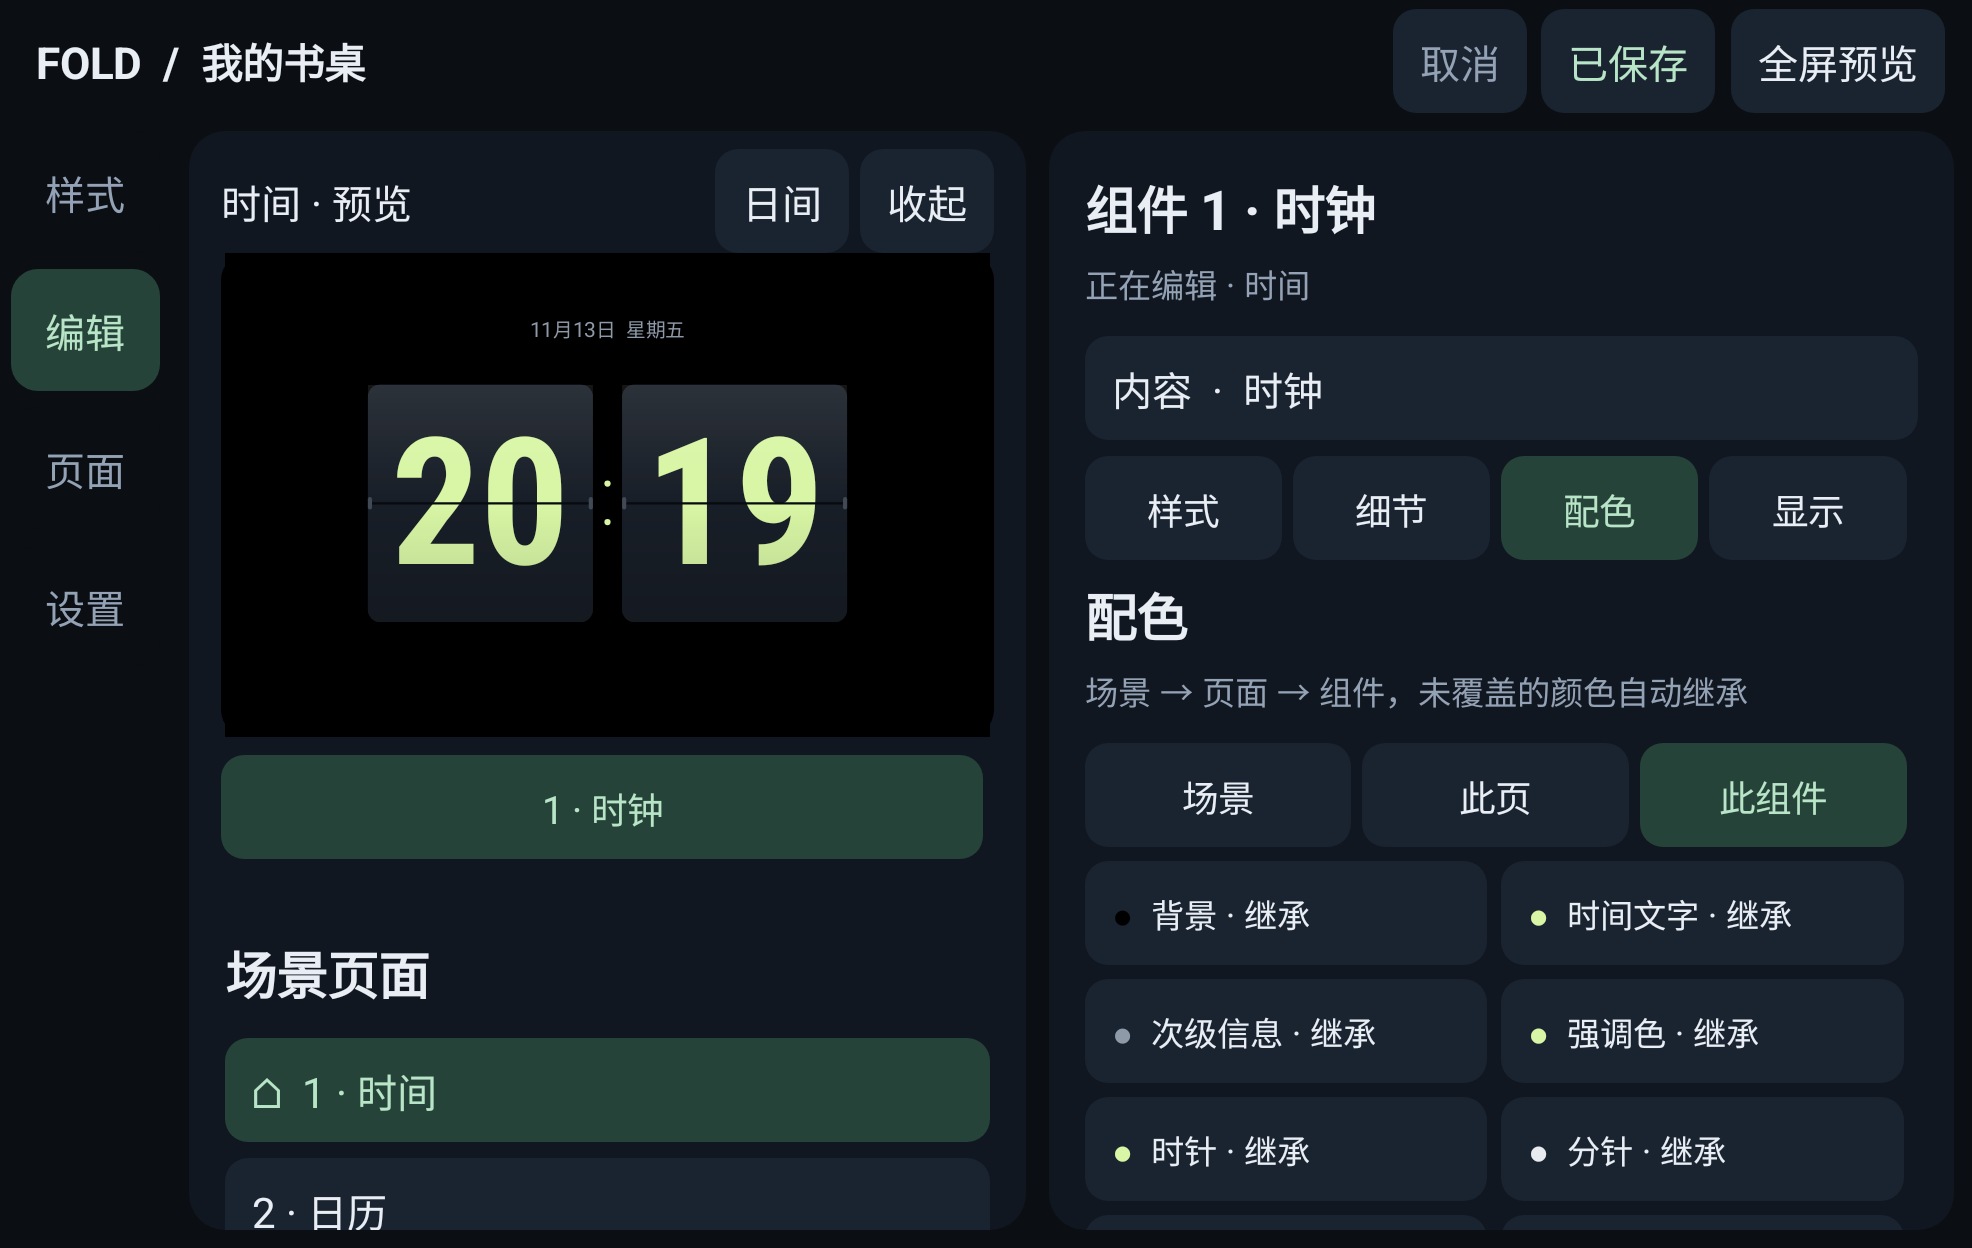 FOLD / 我的书桌
取消
已保存
全屏预览
样式
编辑
页面
设置
时间 · 预览
日间
收起
11月13日 星期五
20:19
1 · 时钟
场景页面
1 · 时间
2 · 日历
组件 1 · 时钟
正在编辑 · 时间
内容 · 时钟
样式
细节
配色
显示
配色
场景 → 页面 → 组件，未覆盖的颜色自动继承
场景
此页
此组件
背景 · 继承
时间文字 · 继承
次级信息 · 继承
强调色 · 继承
时针 · 继承
分针 · 继承